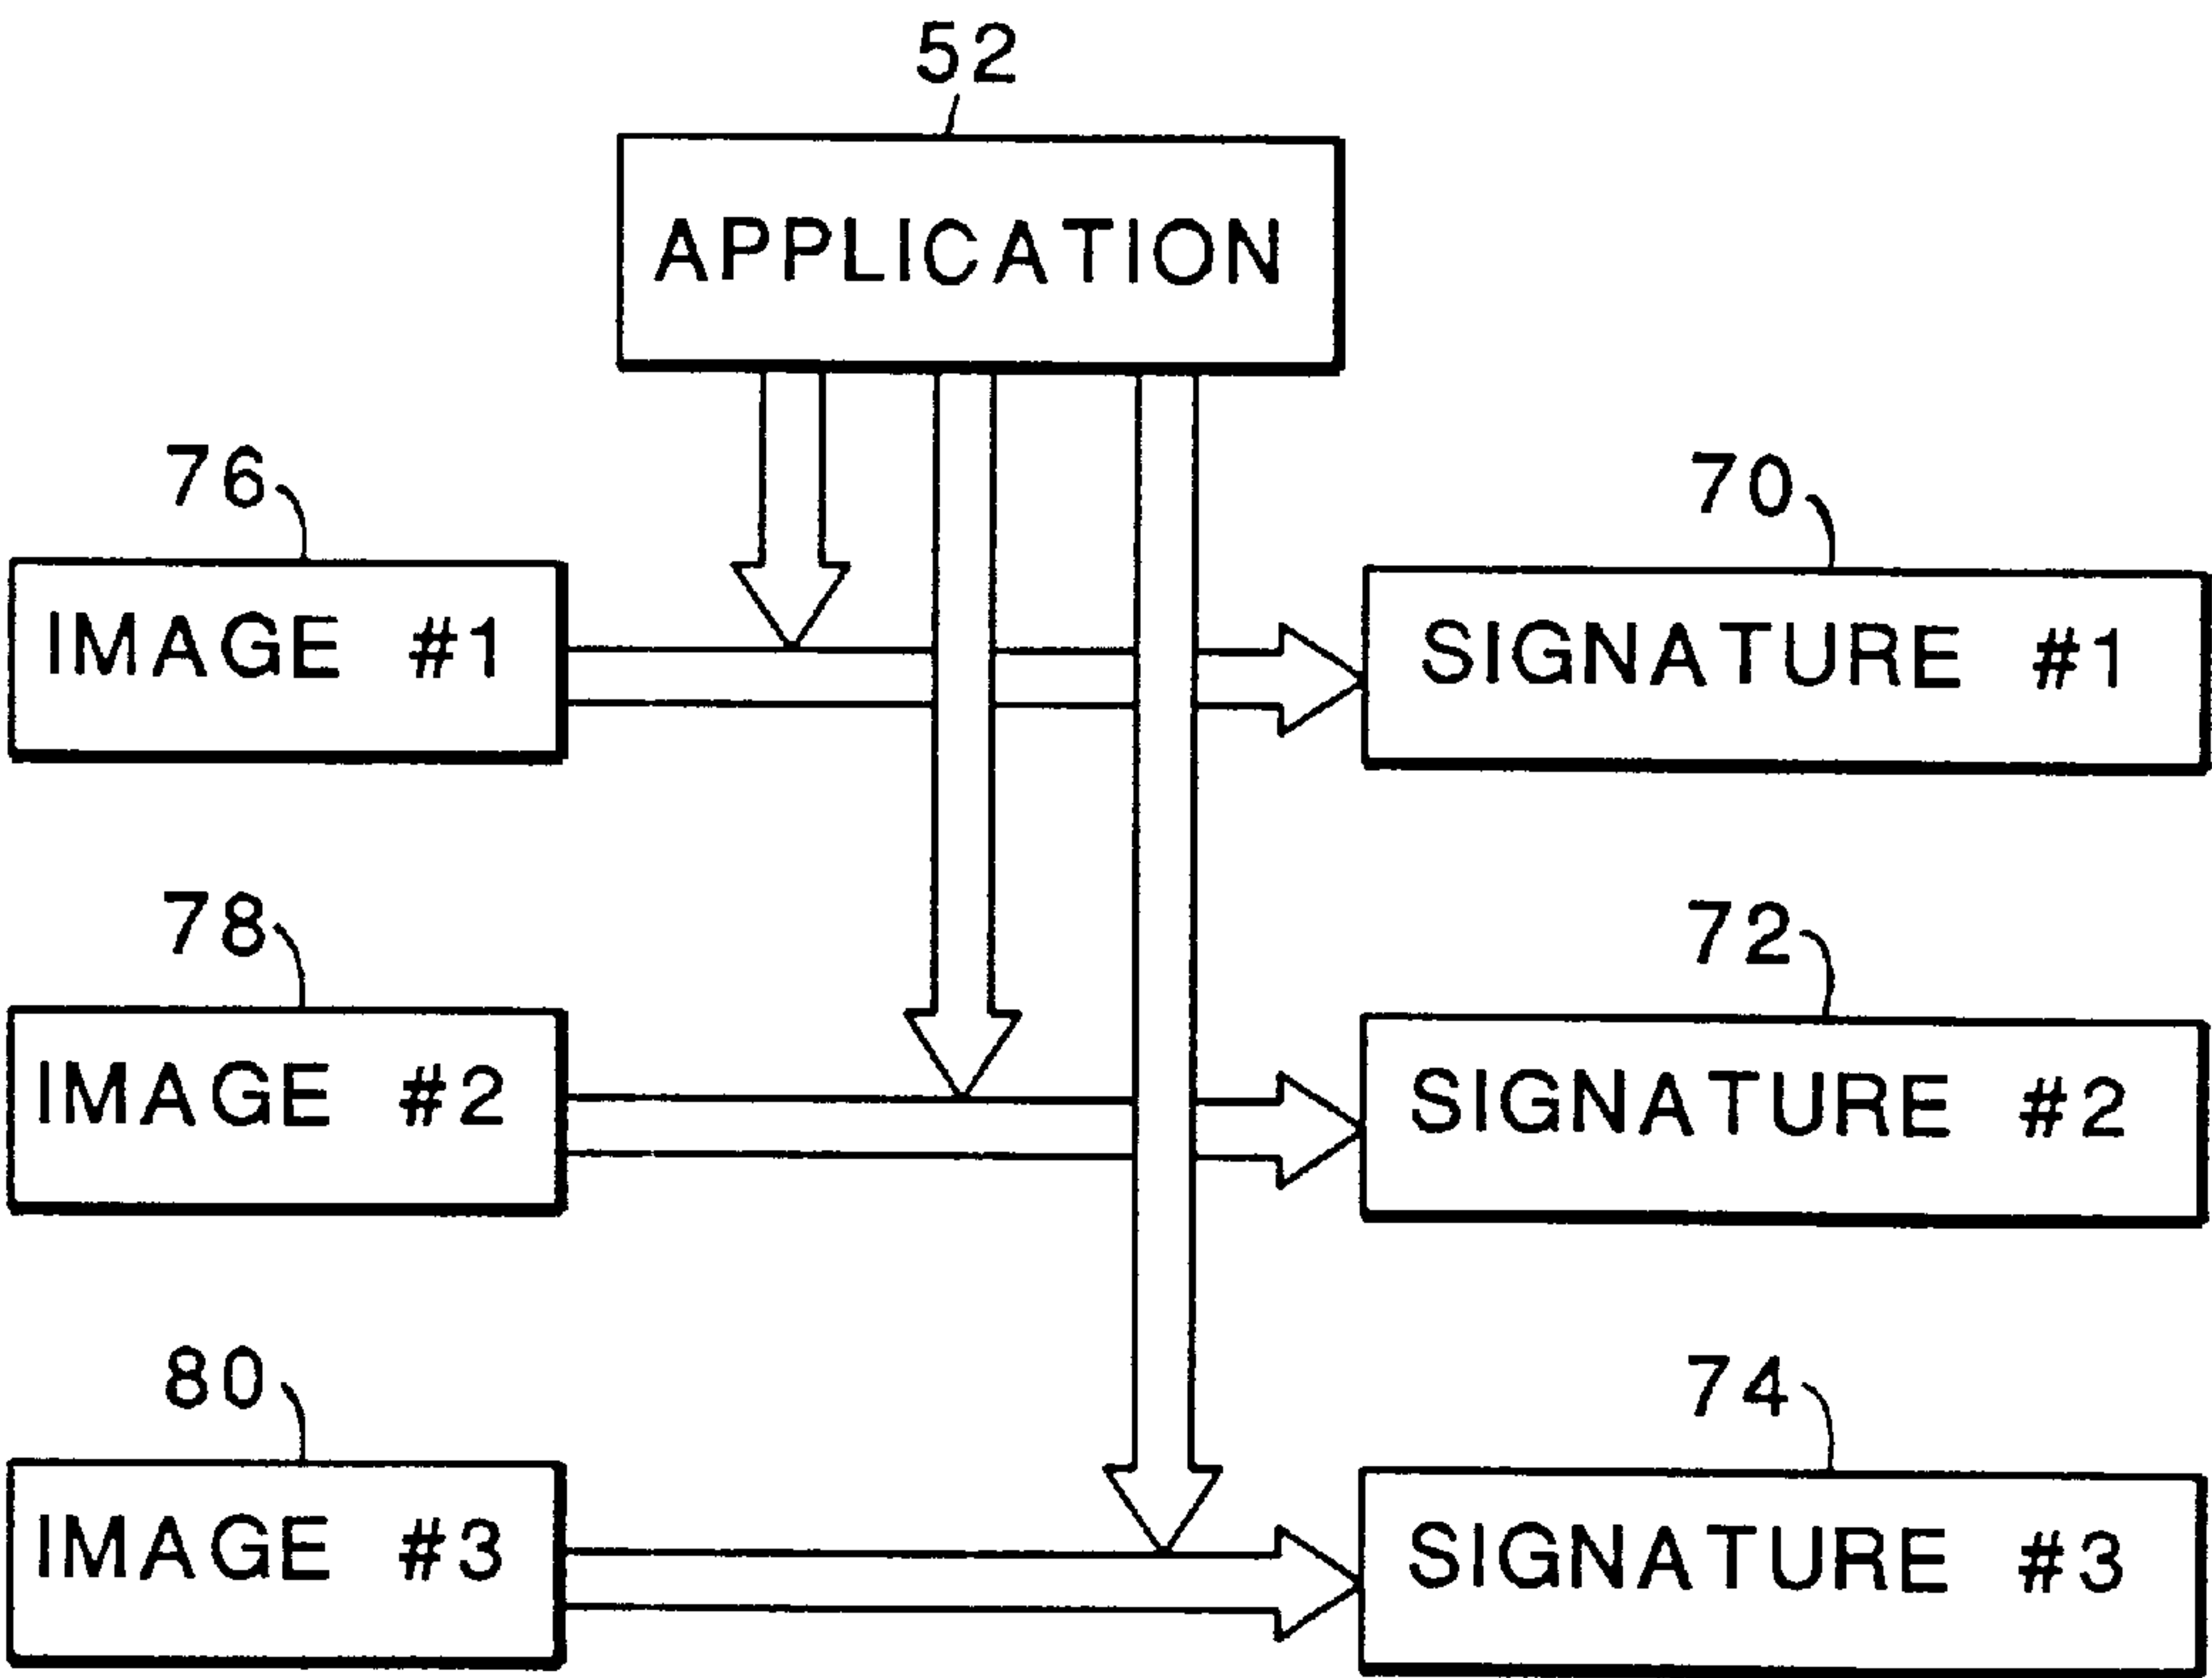 52
APPLICATION
76
70
IMAGE #1
SIGNATURE #1
78
72
IMAGE #2
SIGNATURE #2
80
74
IMAGE #3
SIGNATURE #3